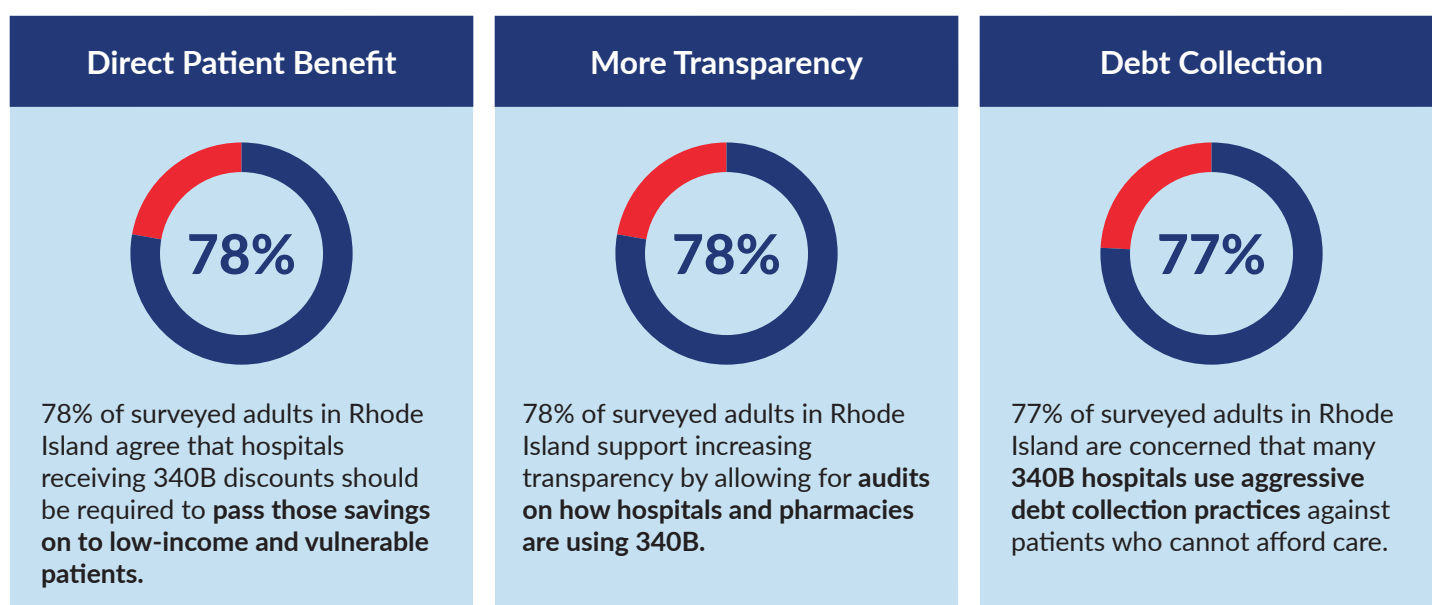 Direct Patient Benefit
78%
78% of surveyed adults in Rhode
Island agree that hospitals
receiving 340B discounts should
be required to pass those savings
on to low-income and vulnerable
patients.
More Transparency
78%
78% of surveyed adults in Rhode
Island support increasing
transparency by allowing for audits
on how hospitals and pharmacies
are using 340B.
Debt Collection
77%
77% of surveyed adults in Rhode
Island are concerned that many
340B hospitals use aggressive
debt collection practices against
patients who cannot afford care.